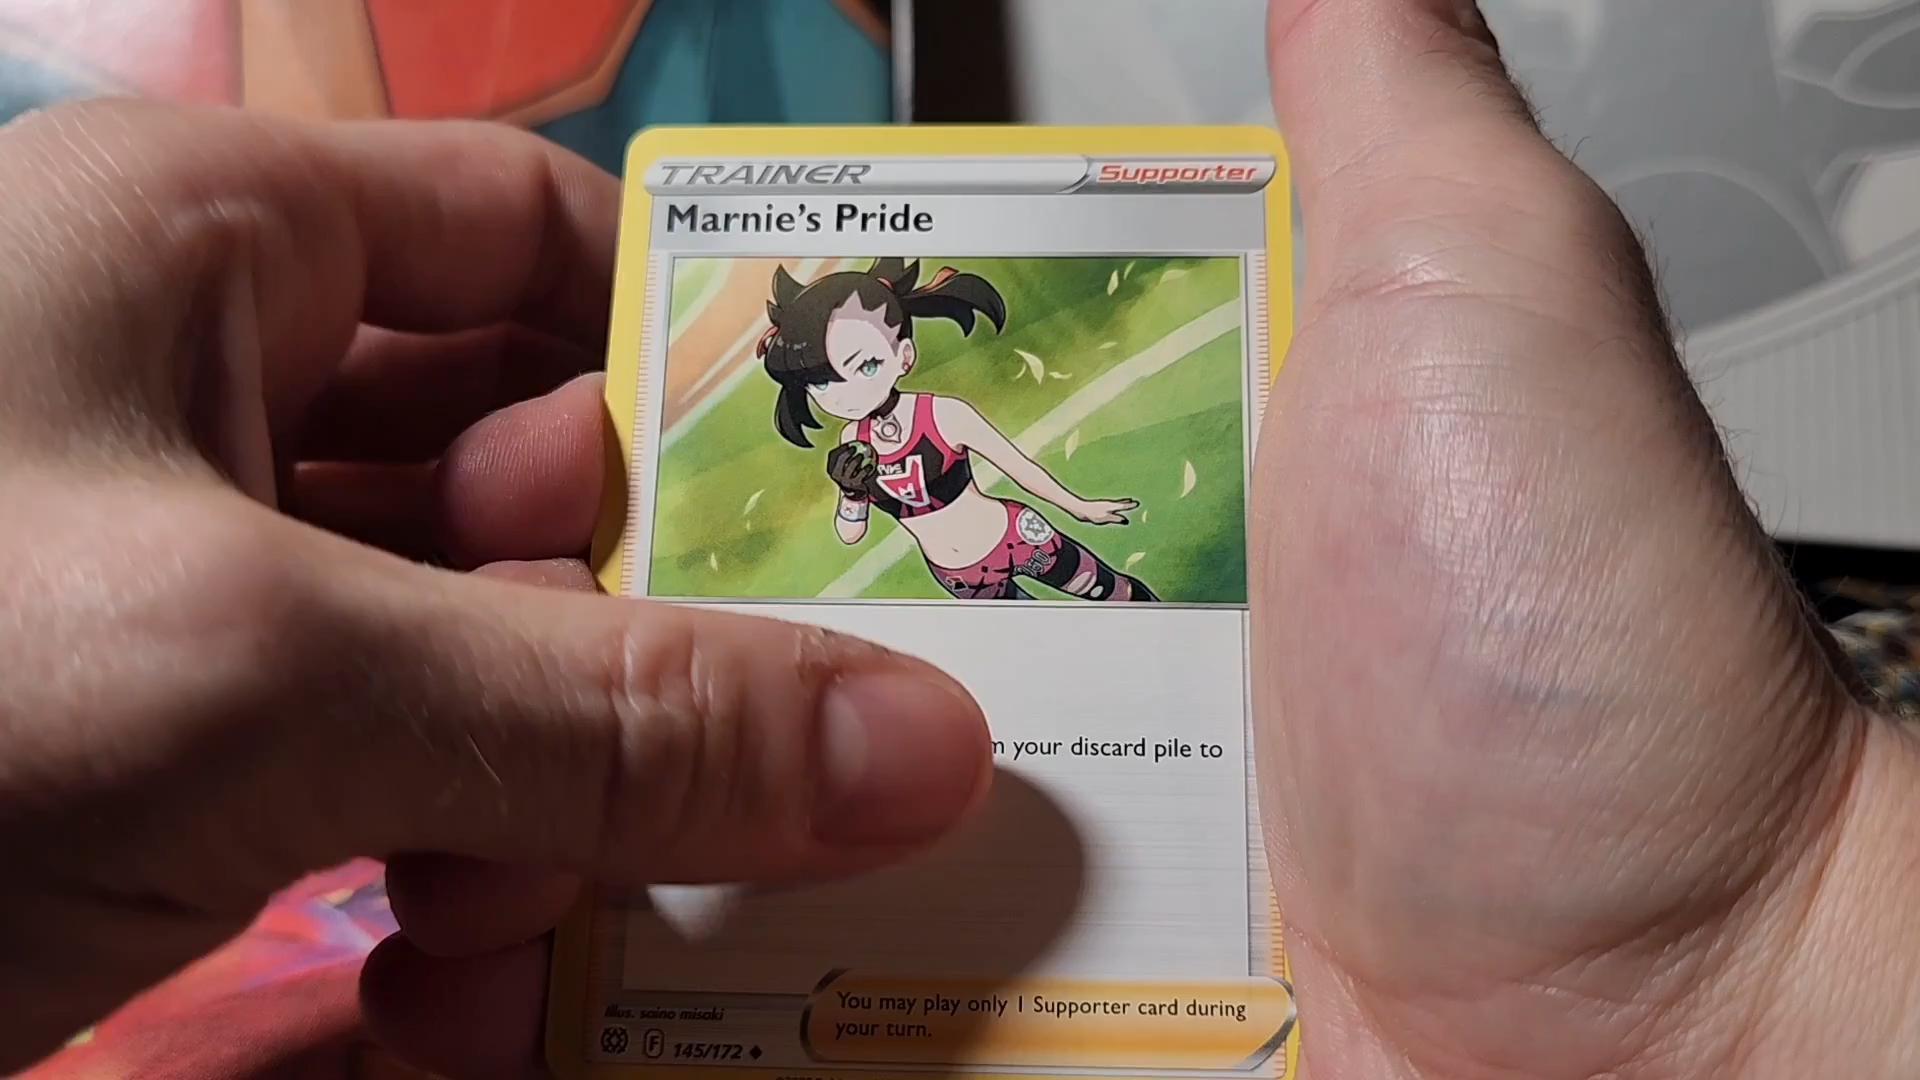 TRAINER Supporter
Marnie's Pride
your discard pile to
You may play only 1 Supporter card during
your turn.
Illus. saino misaki
F 145/172